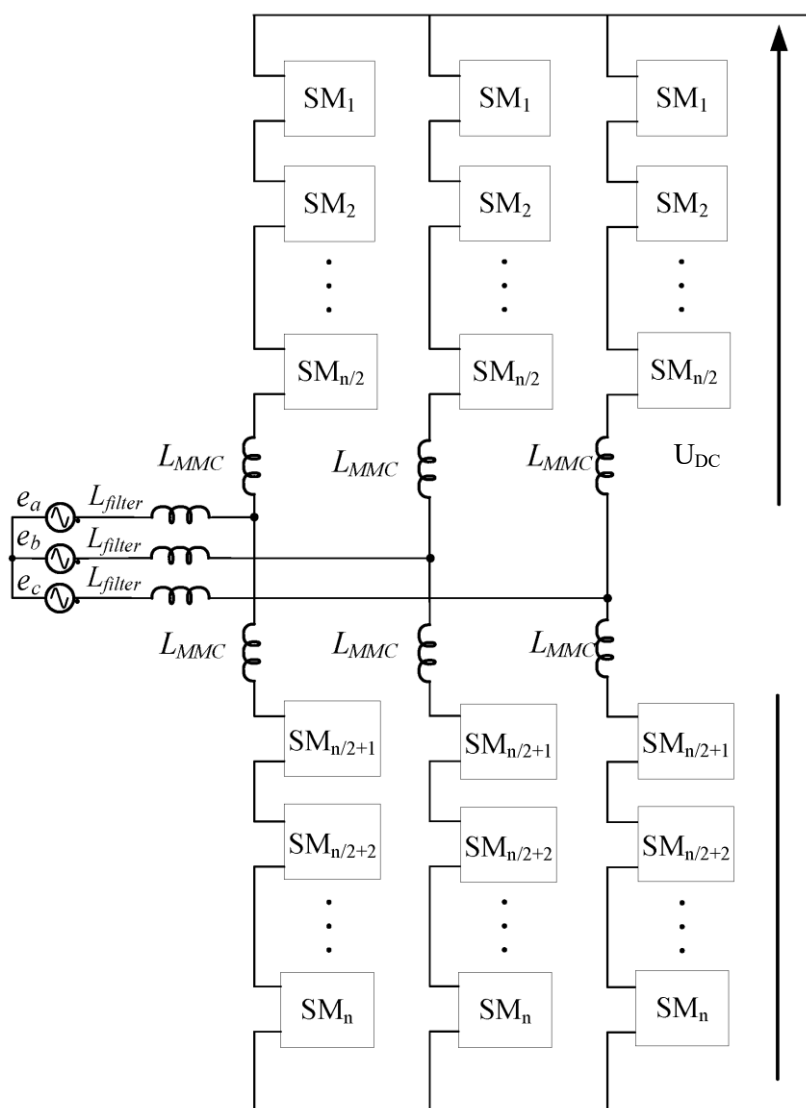 SM1 SM1 SM1
SM2 SM2 SM2
SMn/2 SMn/2 SMn/2
LMMC LMMC LMMC UDC
ea Lfilter
eb Lfilter
ec Lfilter
LMMC LMMC LMMC
SMn/2+1 SMn/2+1 SMn/2+1
SMn/2+2 SMn/2+2 SMn/2+2
SMn SMn SMn